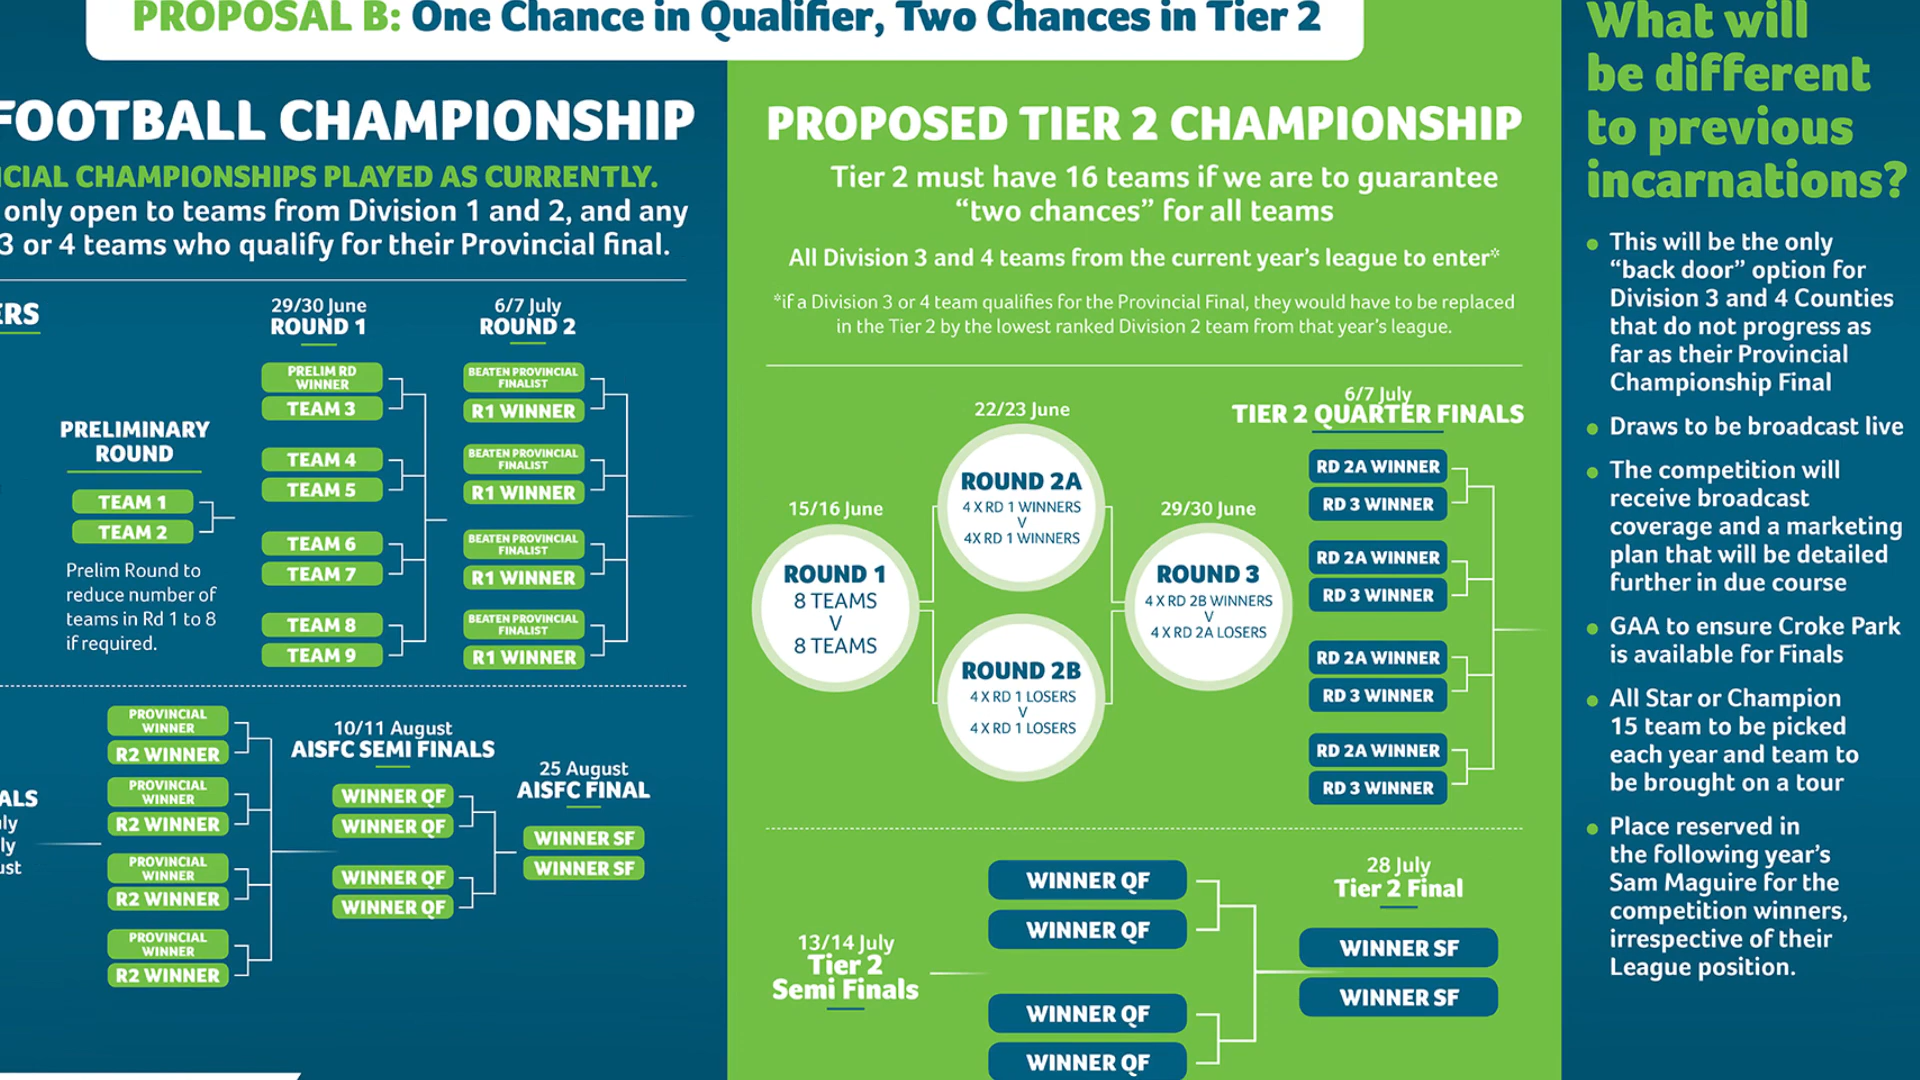 PROPOSAL B: One Chance in Qualifier, Two Chances in Tier 2
FOOTBALL CHAMPIONSHIP
CHAMPIONSHIPS PLAYED AS CURRENTLY.
only open to teams from Division 1 and 2, and any
3 or 4 teams who qualify for their Provincial final.
PRELIMINARY
ROUND
TEAM 1
TEAM 2
Prelim Round to
reduce number of
teams in Rd 1 to 8
if required.
29/30 June
ROUND 1
PRELIM RD
WINNER
TEAM 3
TEAM 4
TEAM 5
TEAM 6
TEAM 7
TEAM 8
TEAM 9
6/7 July
ROUND 2
BEATEN PROVINCIAL
FINALIST
R1 WINNER
BEATEN PROVINCIAL
FINALIST
R1 WINNER
BEATEN PROVINCIAL
FINALIST
R1 WINNER
BEATEN PROVINCIAL
FINALIST
R1 WINNER
PROVINCIAL
WINNER
R2 WINNER
PROVINCIAL
WINNER
R2 WINNER
PROVINCIAL
WINNER
R2 WINNER
PROVINCIAL
WINNER
R2 WINNER
10/11 August
AISFC SEMI FINALS
WINNER QF
WINNER QF
WINNER QF
WINNER QF
25 August
AISFC FINAL
WINNER SF
WINNER SF
PROPOSED TIER 2 CHAMPIONSHIP
Tier 2 must have 16 teams if we are to guarantee
“two chances” for all teams
All Division 3 and 4 teams from the current year’s league to enter*
*if a Division 3 or 4 team qualifies for the Provincial Final, they would have to be replaced
in the Tier 2 by the lowest ranked Division 2 team from that year’s league.
15/16 June
ROUND 1
8 TEAMS
V
8 TEAMS
22/23 June
ROUND 2A
4 X RD 1 WINNERS
V
4X RD 1 WINNERS
ROUND 2B
4 X RD 1 LOSERS
V
4 X RD 1 LOSERS
29/30 June
ROUND 3
4 X RD 2B WINNERS
V
4 X RD 2A LOSERS
6/7 July
TIER 2 QUARTER FINALS
RD 2A WINNER
RD 3 WINNER
RD 2A WINNER
RD 3 WINNER
RD 2A WINNER
RD 3 WINNER
RD 2A WINNER
RD 3 WINNER
13/14 July
Tier 2
Semi Finals
WINNER QF
WINNER QF
WINNER QF
WINNER QF
28 July
Tier 2 Final
WINNER SF
WINNER SF
What will
be different
to previous
incarnations?
• This will be the only
“back door” option for
Division 3 and 4 Counties
that do not progress as
far as their Provincial
Championship Final
• Draws to be broadcast live
• The competition will
receive broadcast
coverage and a marketing
plan that will be detailed
further in due course
• GAA to ensure Croke Park
is available for Finals
• All Star or Champion
15 team to be picked
each year and team to
be brought on a tour
• Place reserved in
the following year’s
Sam Maguire for the
competition winners,
irrespective of their
League position.